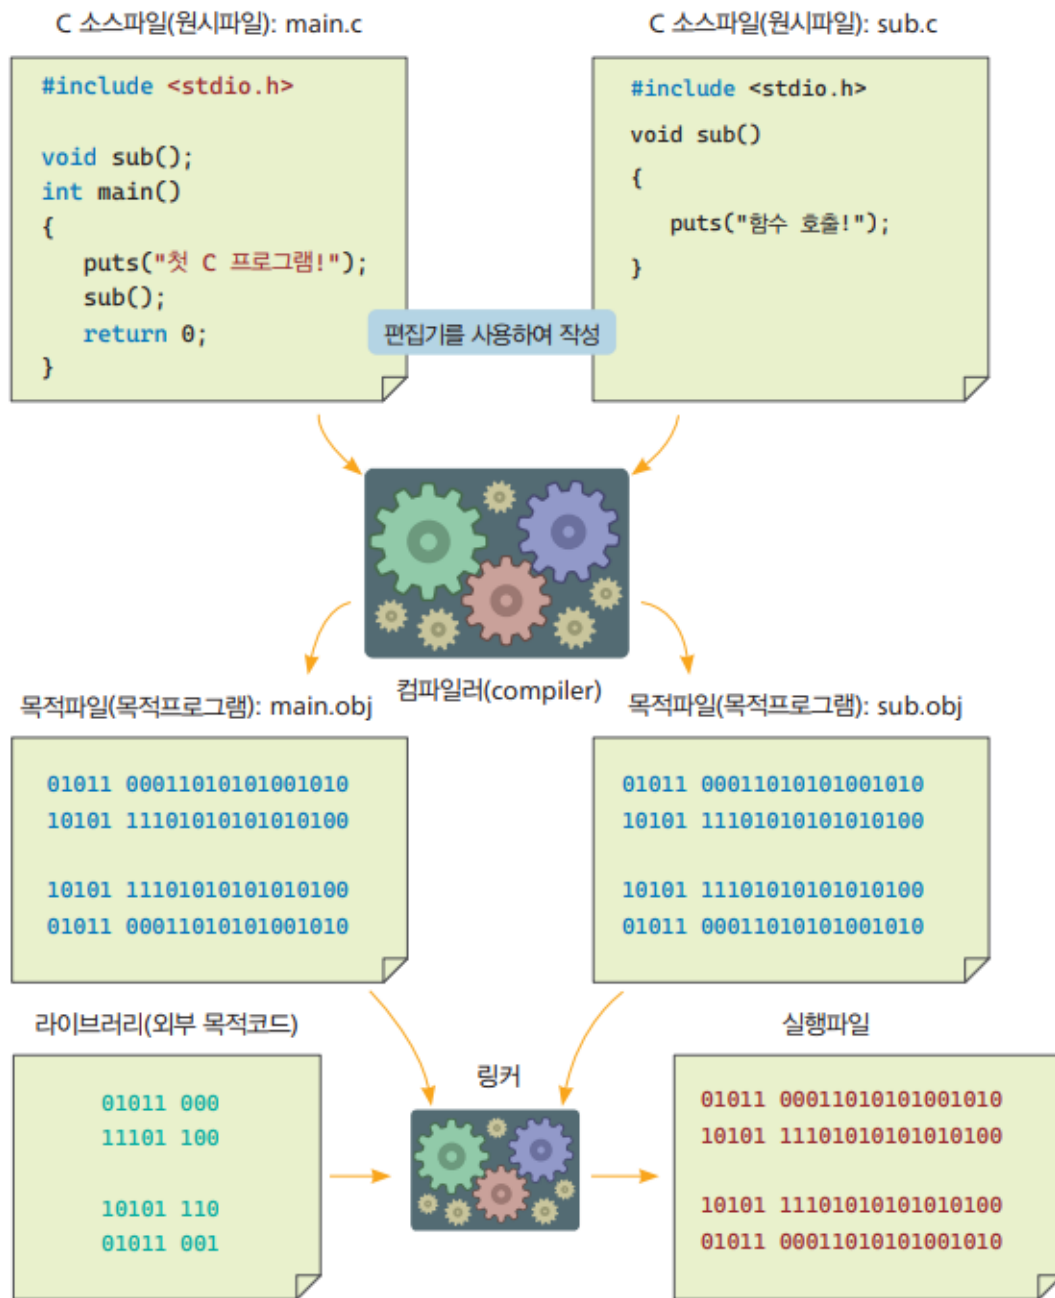 C 소스파일(원시파일): main.c
#include <stdio.h>
void sub();
int main()
{
puts("첫 C 프로그램!");
sub();
return 0;
}
C 소스파일(원시파일): sub.c
#include <stdio.h>
void sub()
{
puts("함수 호출!");
}
편집기를 사용하여 작성
컴파일러(compiler)
목적파일(목적프로그램): main.obj
01011 00011010101001010
10101 11101010101010100
10101 11101010101010100
01011 00011010101001010
목적파일(목적프로그램): sub.obj
01011 00011010101001010
10101 11101010101010100
10101 11101010101010100
01011 00011010101001010
라이브러리(외부 목적코드)
01011 000
11101 100
10101 110
01011 001
링커
실행파일
01011 00011010101001010
10101 11101010101010100
10101 11101010101010100
01011 00011010101001010